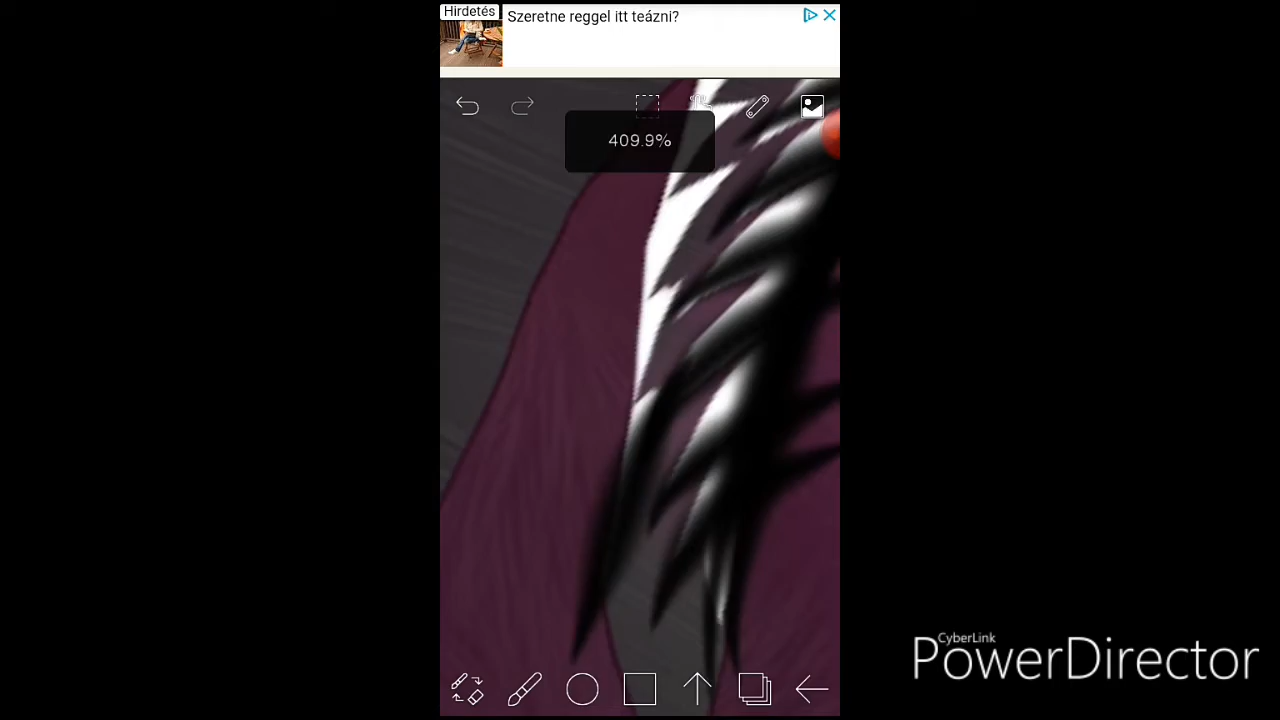 Hirdetés
Szeretne reggel itt teázni?
409.9%
CyberLink
PowerDirector